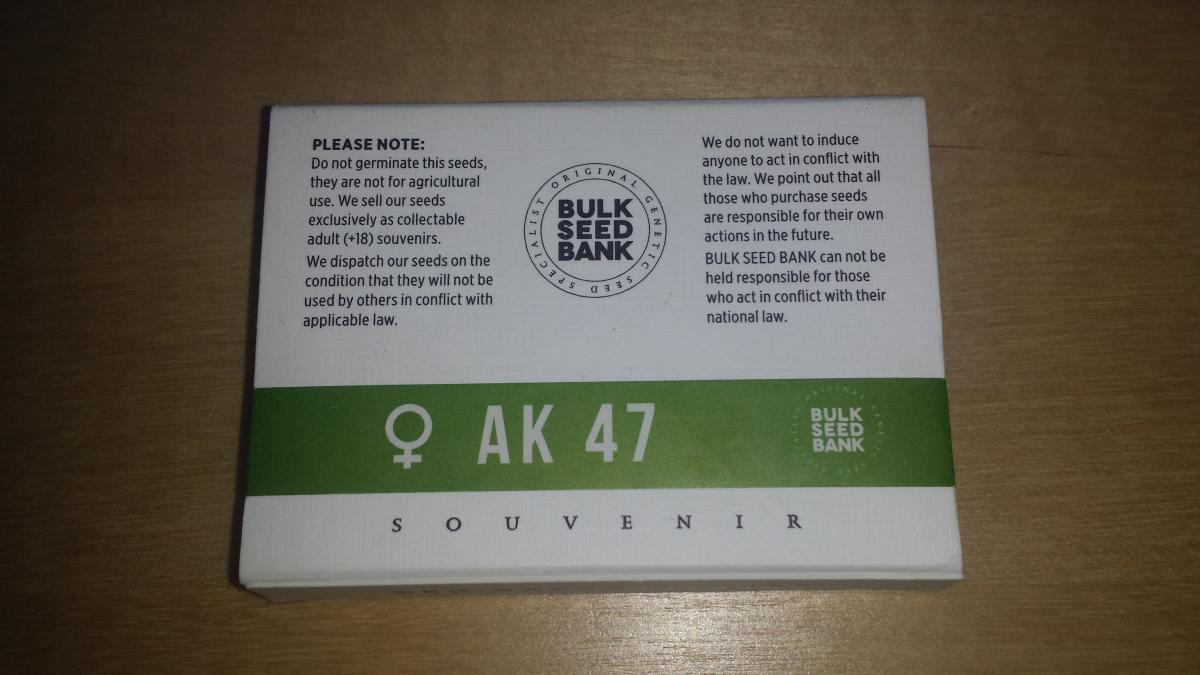 PLEASE NOTE:
Do not germinate this seeds,
they are not for agricultural
use. We sell our seeds
exclusively as collectable
adult (+18) souvenirs.
We dispatch our seeds on the
condition that they will not be
used by others in conflict with
applicable law.
ORIGINAL GENETIC SEED SPECIALIST
BULK
SEED
BANK
We do not want to induce
anyone to act in conflict with
the law. We point out that all
those who purchase seeds
are responsible for their own
actions in the future.
BULK SEED BANK can not be
held responsible for those
who act in conflict with their
national law.
♀ AK 47
ORIGINAL GENETIC SEED
BULK
SEED
BANK
SOUVENIR